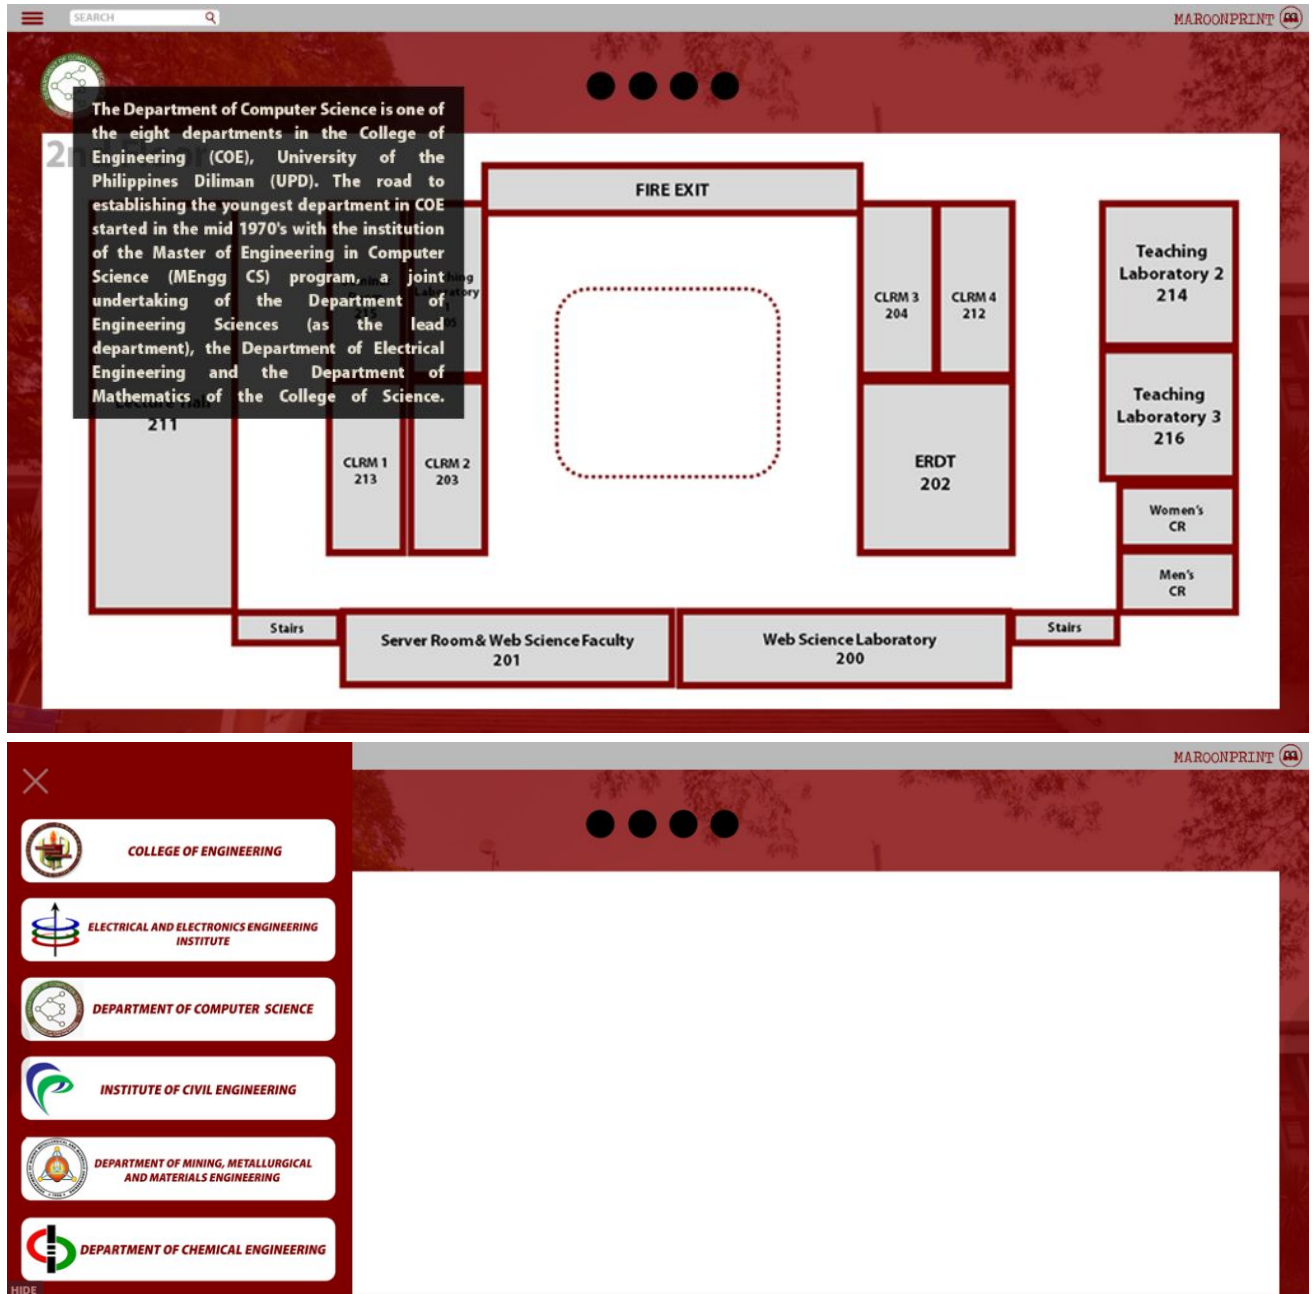 SEARCH
MAROONPRINT
The Department of Computer Science is one of
the eight departments in the College of
Engineering (COE), University of the
Philippines Diliman (UPD). The road to
establishing the youngest department in COE
started in the mid 1970's with the institution
of the Master of Engineering in Computer
Science (MEngg CS) program, a joint
undertaking of the Department of
Engineering Sciences (as the lead
department), the Department of Electrical
Engineering and the Department of
Mathematics of the College of Science.
2nd Floor
FIRE EXIT
215
Lecture Hall
211
CLRM 1
213
CLRM 2
203
CLRM 3
204
CLRM 4
212
ERDT
202
Teaching
Laboratory 2
214
Teaching
Laboratory 3
216
Women's
CR
Men's
CR
Stairs
Server Room & Web Science Faculty
201
Web Science Laboratory
200
Stairs
MAROONPRINT
COLLEGE OF ENGINEERING
ELECTRICAL AND ELECTRONICS ENGINEERING
INSTITUTE
DEPARTMENT OF COMPUTER SCIENCE
INSTITUTE OF CIVIL ENGINEERING
DEPARTMENT OF MINING, METALLURGICAL
AND MATERIALS ENGINEERING
DEPARTMENT OF CHEMICAL ENGINEERING
HIDE